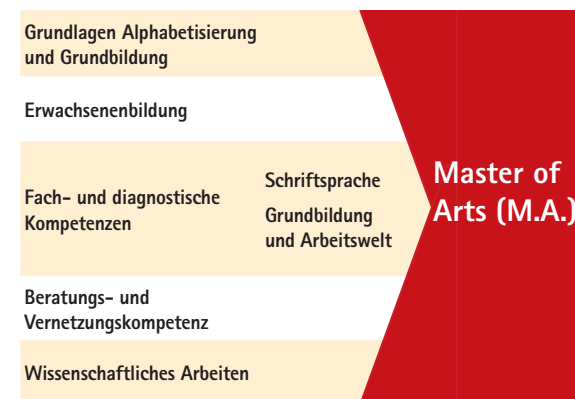 Grundlagen Alphabetisierung
und Grundbildung
Erwachsenenbildung
Fach- und diagnostische
Kompetenzen
Schriftsprache
Grundbildung
und Arbeitswelt
Beratungs- und
Vernetzungskompetenz
Wissenschaftliches Arbeiten
Master of
Arts (M.A.)